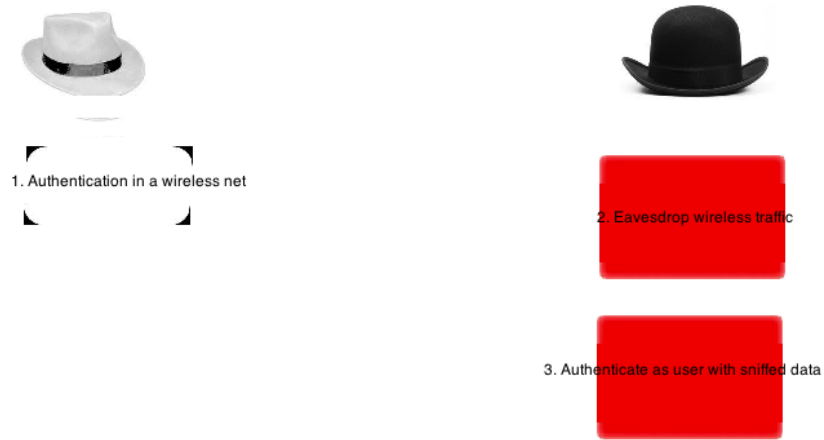 1. Authentication in a wireless net
2. Eavesdrop wireless traffic
3. Authenticate as user with sniffed data